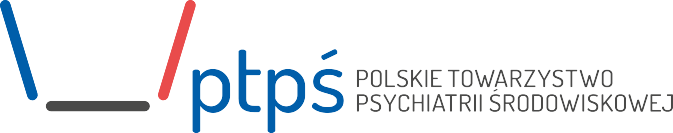 ptpś
POLSKIE TOWARZYSTWO
PSYCHIATRII ŚRODOWISKOWEJ